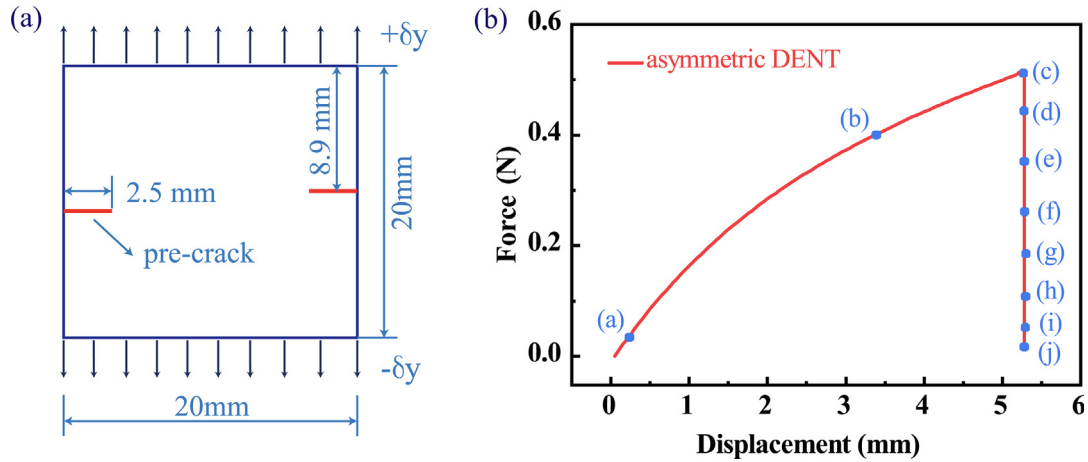 (a)
+δy
8.9 mm
20mm
2.5 mm
pre-crack
-δy
20mm
(b)
0.6
0.4
0.2
0.0
Force (N)
asymmetric DENT
(a)
(b)
(c)
(d)
(e)
(f)
(g)
(h)
(i)
(j)
0 1 2 3 4 5 6
Displacement (mm)